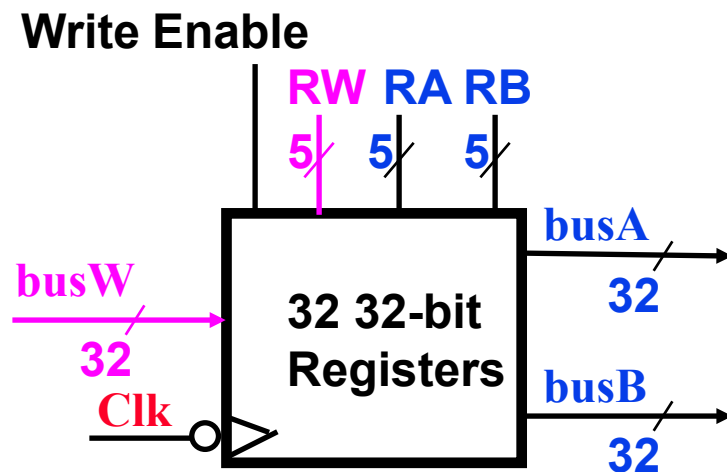 Write Enable
RW RA RB
5 5 5
busA
32
busW
32
32 32-bit
Registers
Clk
busB
32